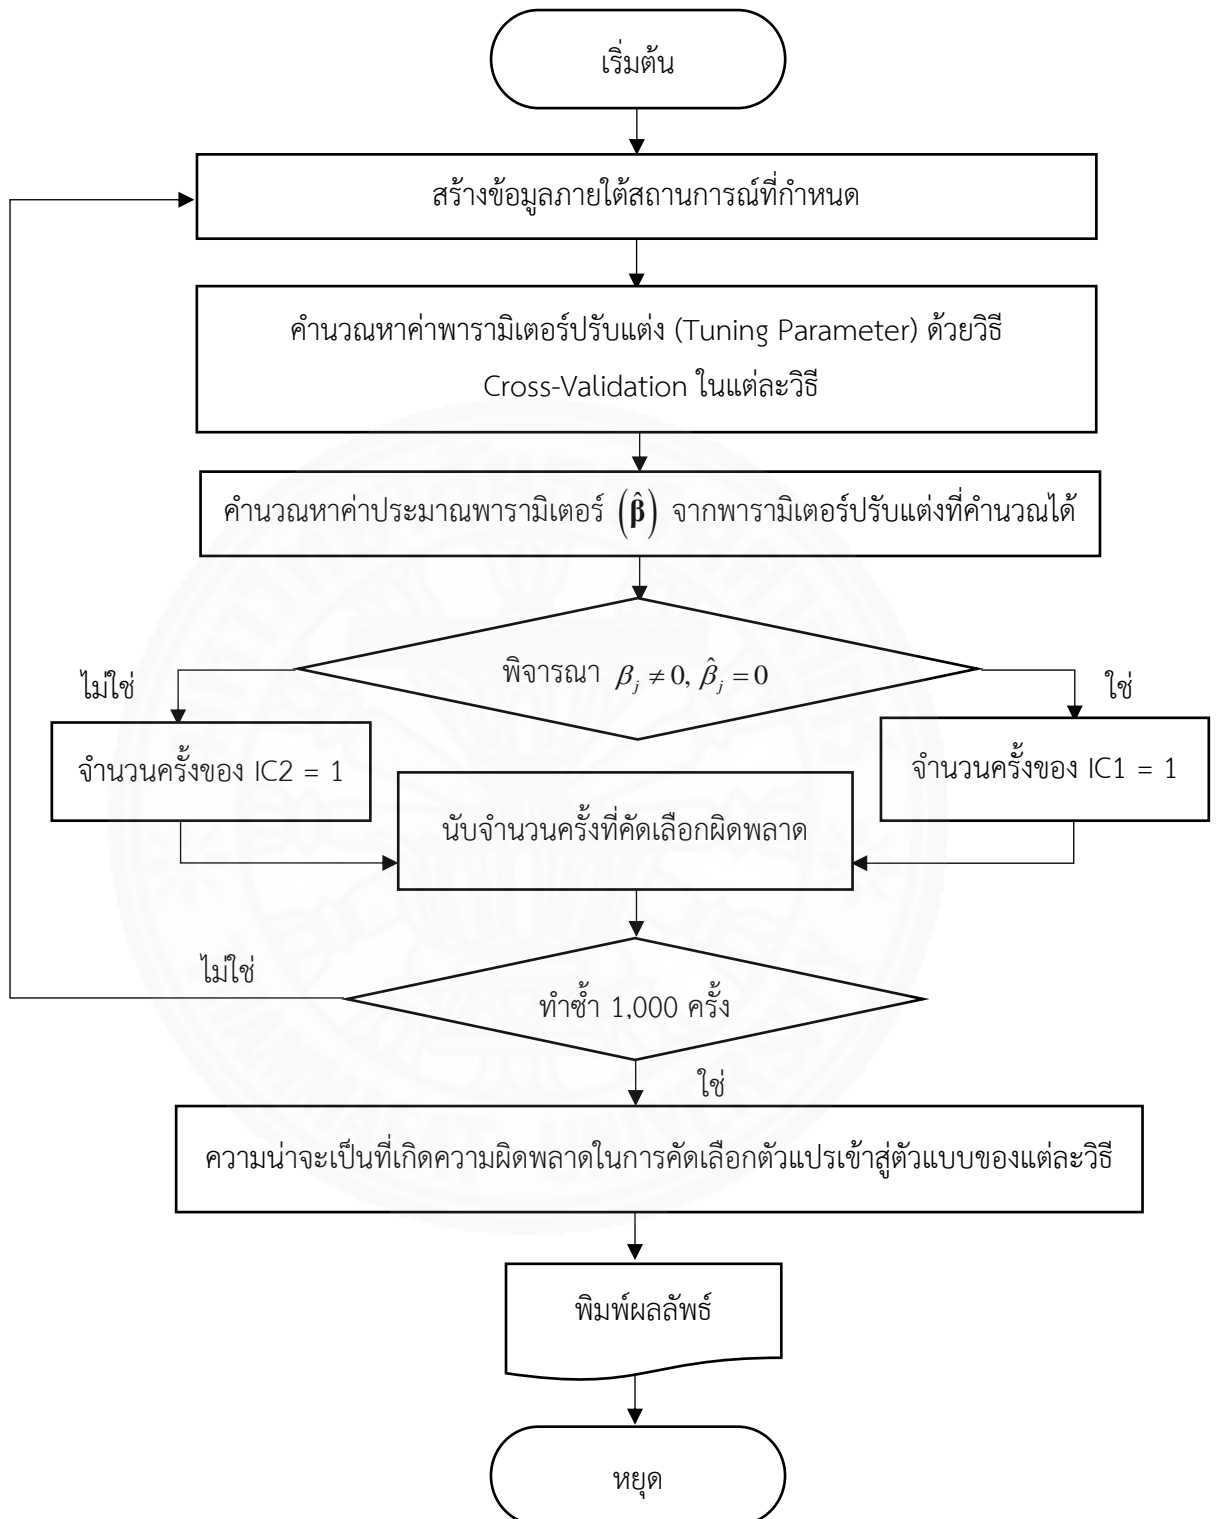 เริ่มต้น
สร้างข้อมูลภายใต้สถานการณ์ที่กำหนด
คำนวณหาค่าพารามิเตอร์ปรับแต่ง (Tuning Parameter) ด้วยวิธี
Cross-Validation ในแต่ละวิธี
คำนวณหาค่าประมาณพารามิเตอร์ (β̂) จากพารามิเตอร์ปรับแต่งที่คำนวณได้
พิจารณา βⱼ ≠ 0, β̂ⱼ = 0
ไม่ใช่
ใช่
จำนวนครั้งของ IC2 = 1
จำนวนครั้งของ IC1 = 1
นับจำนวนครั้งที่คัดเลือกผิดพลาด
ไม่ใช่
ทำซ้ำ 1,000 ครั้ง
ใช่
ความน่าจะเป็นที่เกิดความผิดพลาดในการคัดเลือกตัวแปรเข้าสู่ตัวแบบของแต่ละวิธี
พิมพ์ผลลัพธ์
หยุด